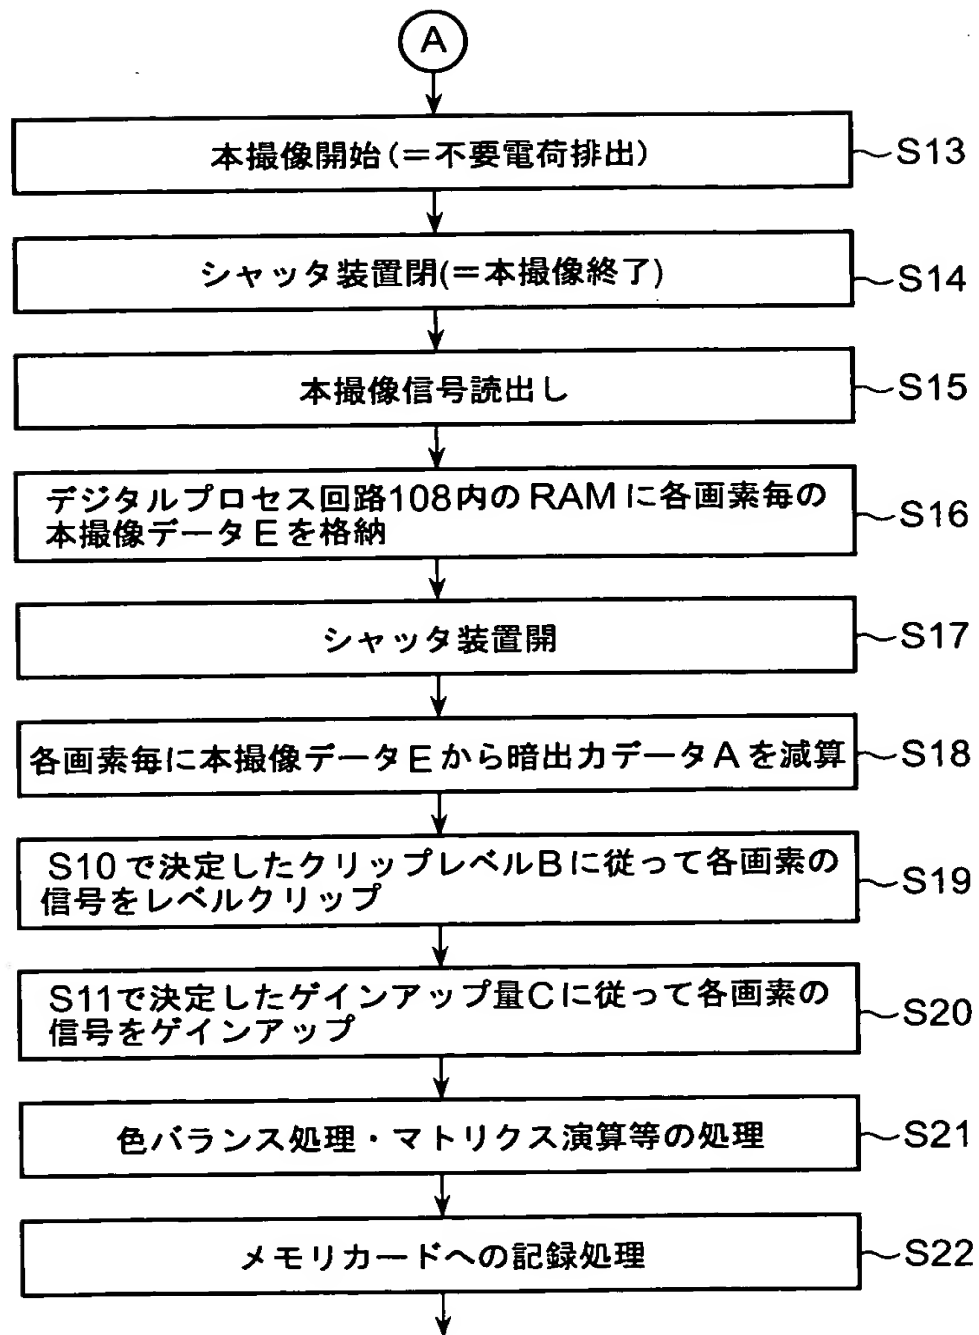 A
本撮像開始(=不要電荷排出)
S13
シャッタ装置閉(=本撮像終了)
S14
本撮像信号読出し
S15
デジタルプロセス回路108内のRAMに各画素毎の
本撮像データEを格納
S16
シャッタ装置開
S17
各画素毎に本撮像データEから暗出力データAを減算
S18
S10で決定したクリップレベルBに従って各画素の
信号をレベルクリップ
S19
S11で決定したゲインアップ量Cに従って各画素の
信号をゲインアップ
S20
色バランス処理・マトリクス演算等の処理
S21
メモリカードへの記録処理
S22